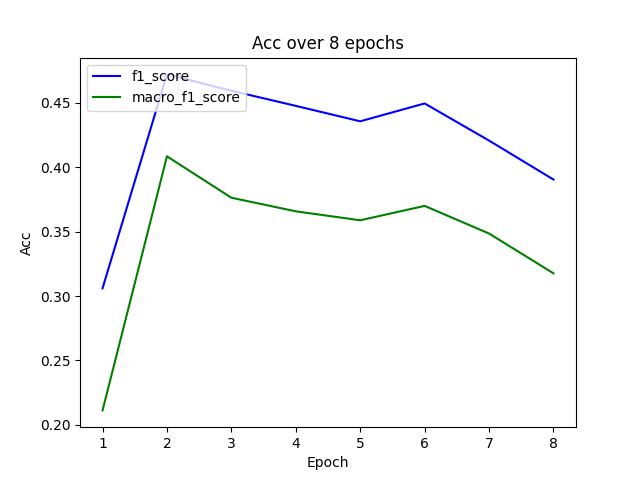 Acc over 8 epochs
f1_score
macro_f1_score
0.45
0.40
0.35
0.30
0.25
0.20
Acc
1 2 3 4 5 6 7 8
Epoch